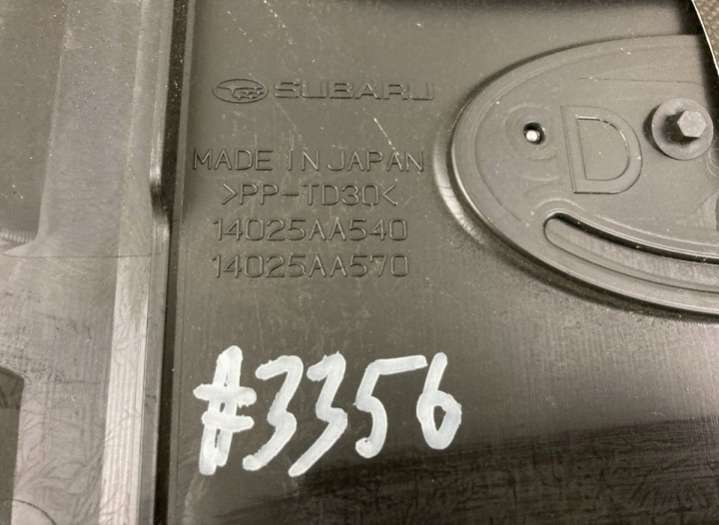 SUBARU
D
MADE IN JAPAN
>PP-TD30<
14025AA540
14025AA570
#3356